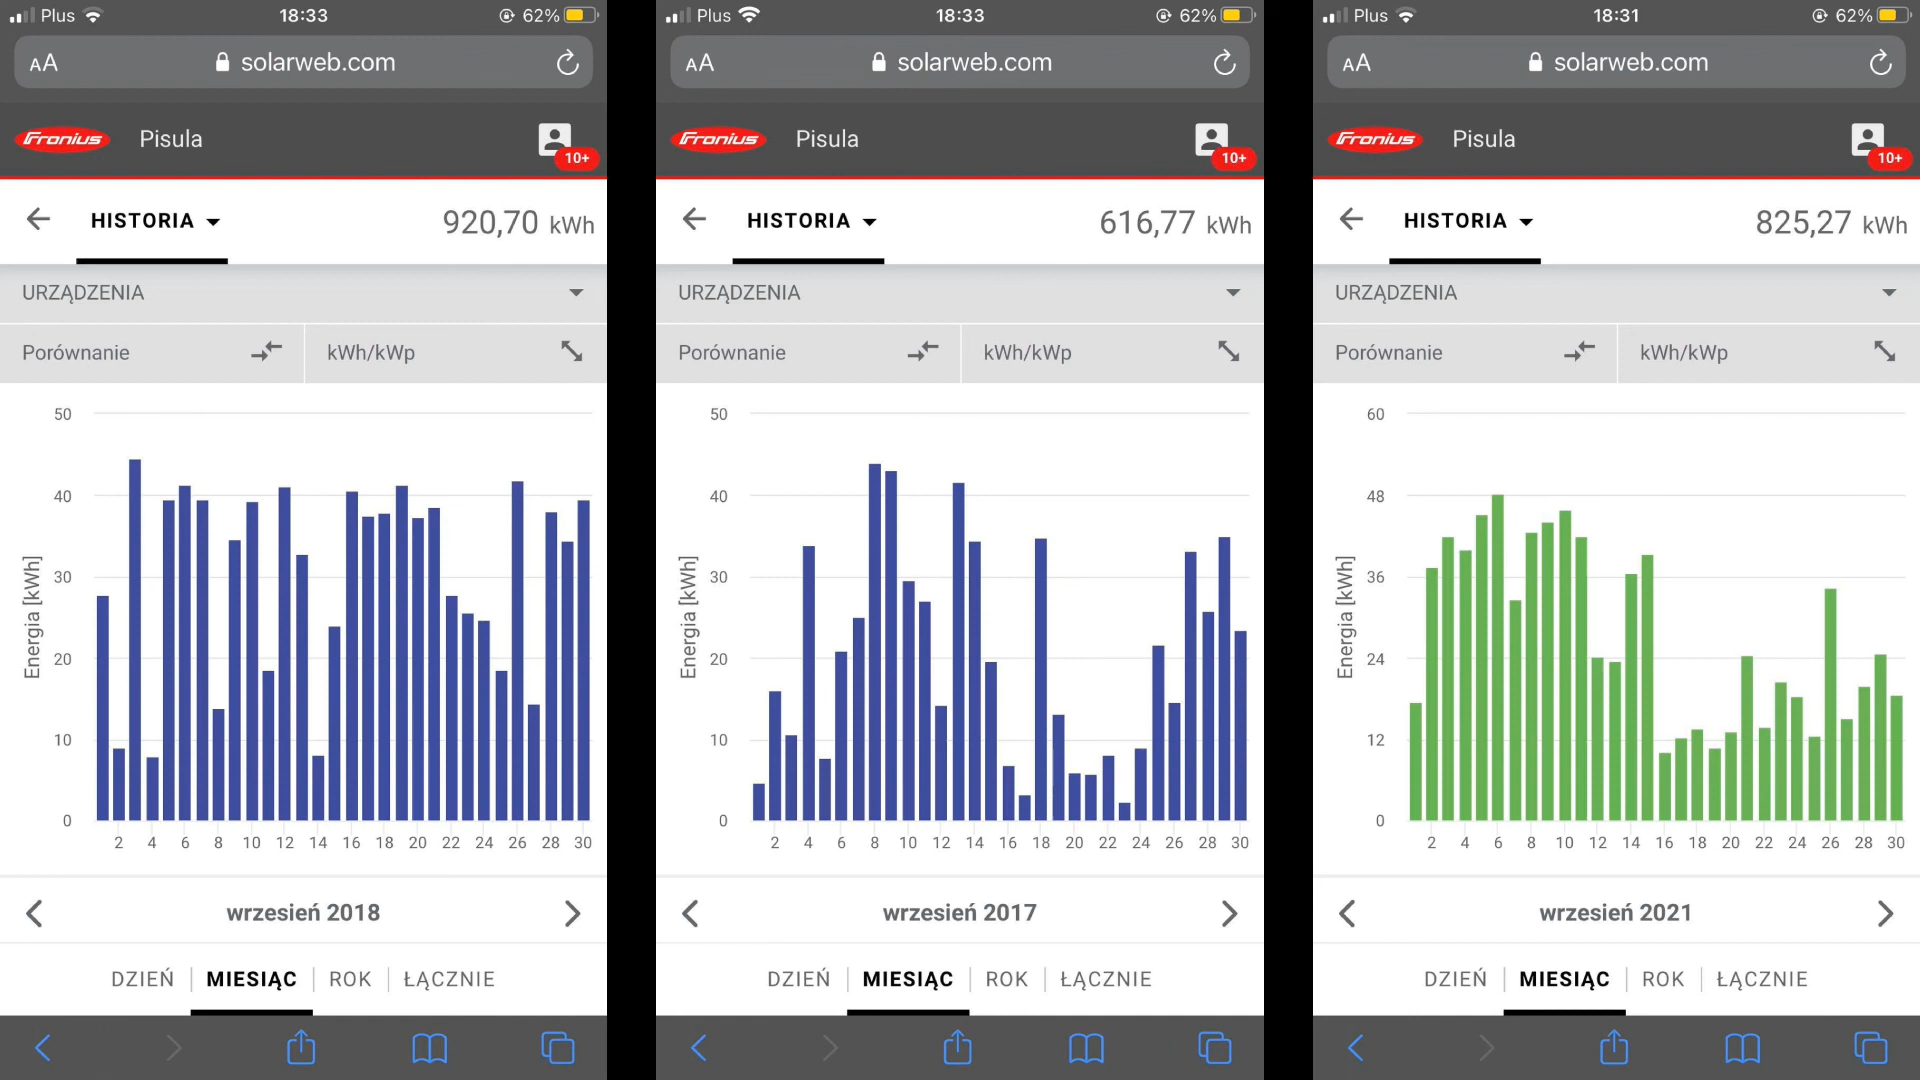 Plus 18:33 62%
AA solarweb.com
Fronius Pisula 10+
HISTORIA 920,70 kWh
URZĄDZENIA
Porównanie kWh/kWp
50
40
30
20
10
0
Energia [kWh]
2 4 6 8 10 12 14 16 18 20 22 24 26 28 30
wrzesień 2018
DZIEŃ MIESIĄC ROK ŁĄCZNIE
Plus 18:33 62%
AA solarweb.com
Fronius Pisula 10+
HISTORIA 616,77 kWh
URZĄDZENIA
Porównanie kWh/kWp
50
40
30
20
10
0
Energia [kWh]
2 4 6 8 10 12 14 16 18 20 22 24 26 28 30
wrzesień 2017
DZIEŃ MIESIĄC ROK ŁĄCZNIE
Plus 18:31 62%
AA solarweb.com
Fronius Pisula 10+
HISTORIA 825,27 kWh
URZĄDZENIA
Porównanie kWh/kWp
60
48
36
24
12
0
Energia [kWh]
2 4 6 8 10 12 14 16 18 20 22 24 26 28 30
wrzesień 2021
DZIEŃ MIESIĄC ROK ŁĄCZNIE